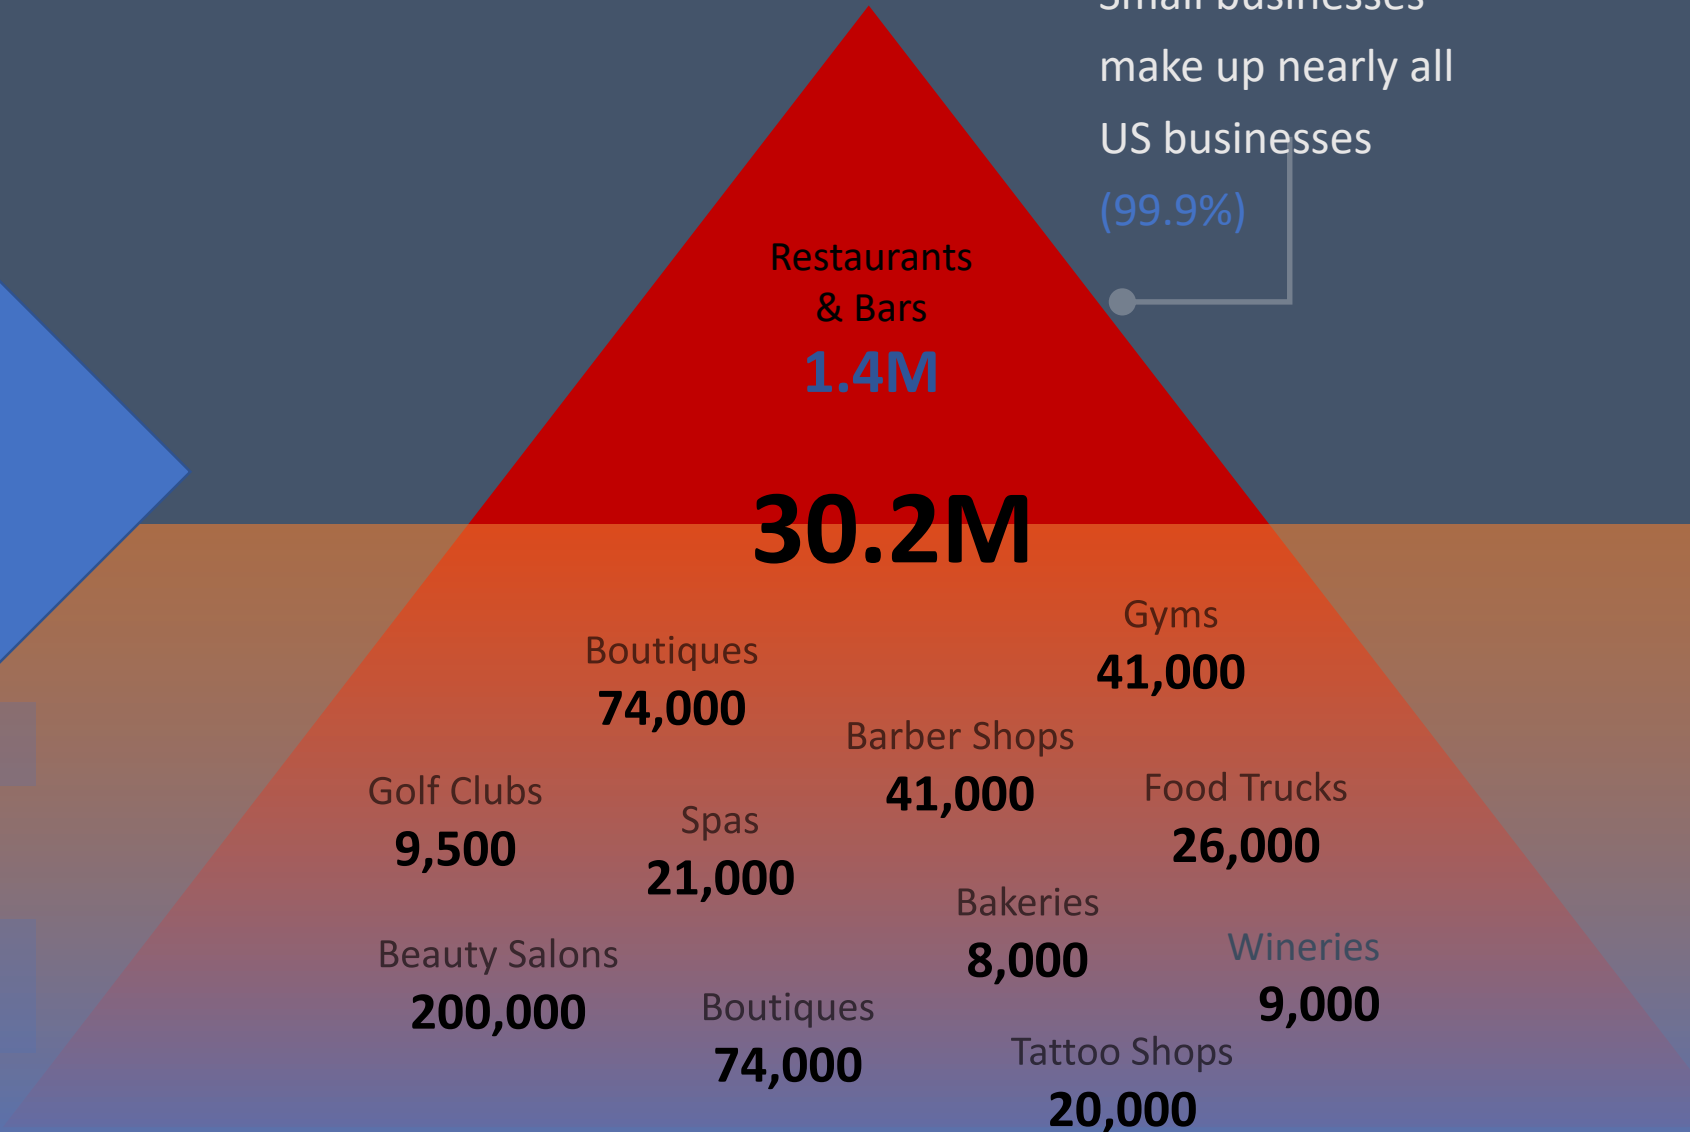 Small businesses
make up nearly all
US businesses
(99.9%)
Restaurants
& Bars
1.4M
30.2M
Gyms
41,000
Boutiques
74,000
Barber Shops
41,000
Food Trucks
26,000
Golf Clubs
9,500
Spas
21,000
Bakeries
8,000
Wineries
9,000
Beauty Salons
200,000
Boutiques
74,000
Tattoo Shops
20,000